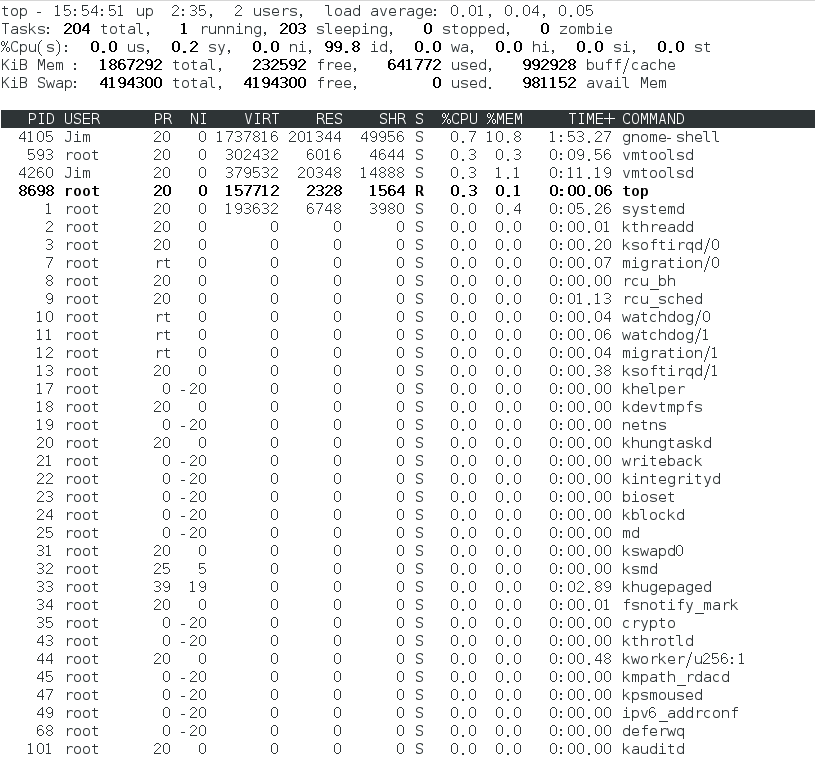 top - 15:54:51 up  2:35,  2 users,  load average: 0.01, 0.04, 0.05
Tasks: 204 total,   1 running, 203 sleeping,   0 stopped,   0 zombie
%Cpu(s):  0.0 us,  0.2 sy,  0.0 ni, 99.8 id,  0.0 wa,  0.0 hi,  0.0 si,  0.0 st
KiB Mem :  1867292 total,   232592 free,   641772 used,   992928 buff/cache
KiB Swap:  4194300 total,  4194300 free,        0 used.   981152 avail Mem
PID USER      PR  NI    VIRT    RES    SHR S  %CPU %MEM     TIME+ COMMAND
4105 Jim       20   0 1737816 201344  49956 S   0.7 10.8   1:53.27 gnome-shell
593 root      20   0  302432   6016   4644 S   0.3  0.3   0:09.56 vmtoolsd
4260 Jim       20   0  379532  20348  14888 S   0.3  1.1   0:11.19 vmtoolsd
8698 root      20   0  157712   2328   1564 R   0.3  0.1   0:00.06 top
1 root      20   0  193632   6748   3980 S   0.0  0.4   0:05.26 systemd
2 root      20   0       0      0      0 S   0.0  0.0   0:00.01 kthreadd
3 root      20   0       0      0      0 S   0.0  0.0   0:00.20 ksoftirqd/0
7 root      rt   0       0      0      0 S   0.0  0.0   0:00.07 migration/0
8 root      20   0       0      0      0 S   0.0  0.0   0:00.00 rcu_bh
9 root      20   0       0      0      0 S   0.0  0.0   0:01.13 rcu_sched
10 root      rt   0       0      0      0 S   0.0  0.0   0:00.04 watchdog/0
11 root      rt   0       0      0      0 S   0.0  0.0   0:00.06 watchdog/1
12 root      rt   0       0      0      0 S   0.0  0.0   0:00.04 migration/1
13 root      20   0       0      0      0 S   0.0  0.0   0:00.38 ksoftirqd/1
17 root       0 -20       0      0      0 S   0.0  0.0   0:00.00 khelper
18 root      20   0       0      0      0 S   0.0  0.0   0:00.00 kdevtmpfs
19 root       0 -20       0      0      0 S   0.0  0.0   0:00.00 netns
20 root      20   0       0      0      0 S   0.0  0.0   0:00.00 khungtaskd
21 root       0 -20       0      0      0 S   0.0  0.0   0:00.00 writeback
22 root       0 -20       0      0      0 S   0.0  0.0   0:00.00 kintegrityd
23 root       0 -20       0      0      0 S   0.0  0.0   0:00.00 bioset
24 root       0 -20       0      0      0 S   0.0  0.0   0:00.00 kblockd
25 root       0 -20       0      0      0 S   0.0  0.0   0:00.00 md
31 root      20   0       0      0      0 S   0.0  0.0   0:00.00 kswapd0
32 root      25   5       0      0      0 S   0.0  0.0   0:00.00 ksmd
33 root      39  19       0      0      0 S   0.0  0.0   0:02.89 khugepaged
34 root      20   0       0      0      0 S   0.0  0.0   0:00.01 fsnotify_mark
35 root       0 -20       0      0      0 S   0.0  0.0   0:00.00 crypto
43 root       0 -20       0      0      0 S   0.0  0.0   0:00.00 kthrotld
44 root      20   0       0      0      0 S   0.0  0.0   0:00.48 kworker/u256:1
45 root       0 -20       0      0      0 S   0.0  0.0   0:00.00 kmpath_rdacd
47 root       0 -20       0      0      0 S   0.0  0.0   0:00.00 kpsmoused
49 root       0 -20       0      0      0 S   0.0  0.0   0:00.00 ipv6_addrconf
68 root       0 -20       0      0      0 S   0.0  0.0   0:00.00 deferwq
101 root      20   0       0      0      0 S   0.0  0.0   0:00.00 kauditd